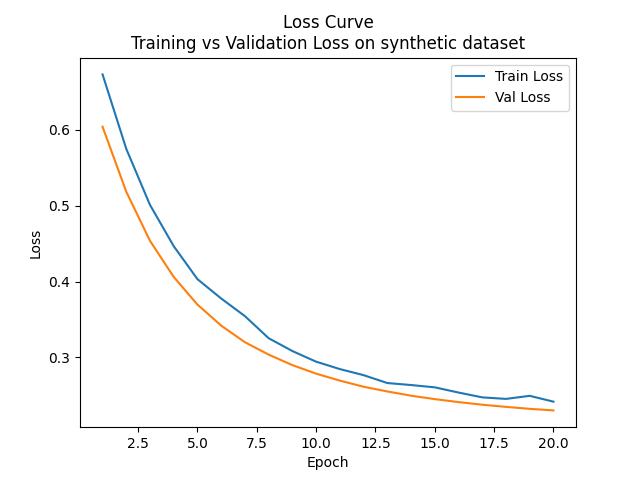 Loss Curve
Training vs Validation Loss on synthetic dataset
Train Loss
Val Loss
0.6
0.5
0.4
0.3
Loss
2.5 5.0 7.5 10.0 12.5 15.0 17.5 20.0
Epoch